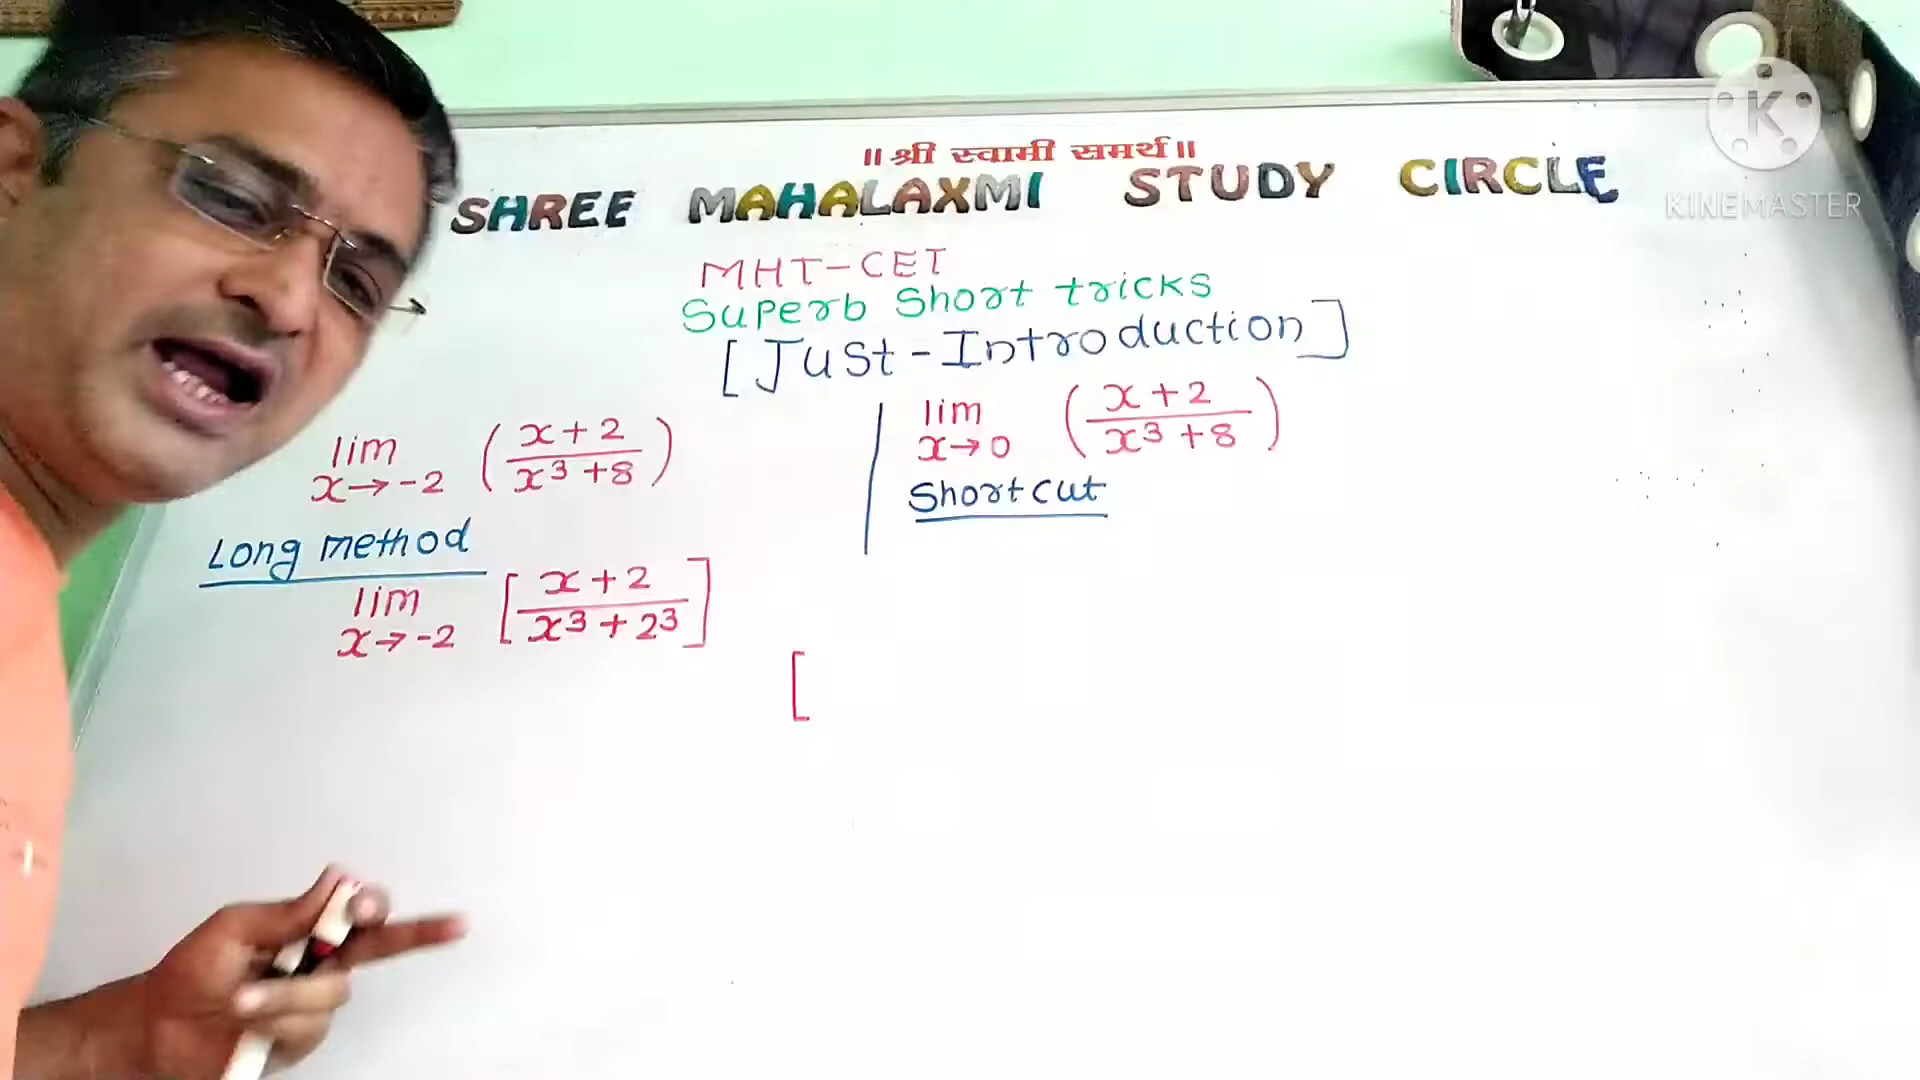 ॥ श्री स्वामी समर्थ ॥
SHREE MAHALAXMI STUDY CIRCLE
K
KINEMASTER
MHT-CET
Superb Short tricks
[Just-Introduction]
lim x→-2 (x+2 / x³+8)
lim x→0 (x+2 / x³+8)
Long method
Shortcut
lim x→-2 [x+2 / x³+2³]
[